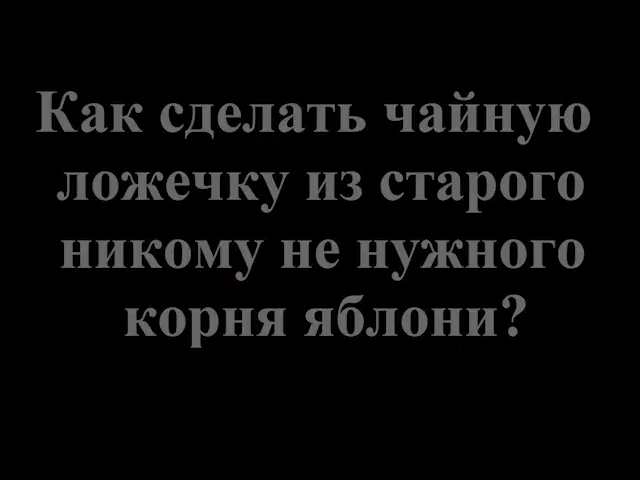 Как сделать чайную
ложечку из старого
никому не нужного
корня яблони?